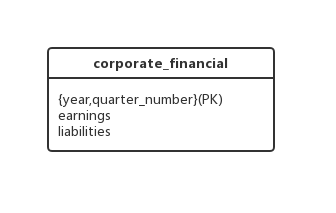 corporate_financial
{year,quarter_number}(PK)
earnings
liabilities